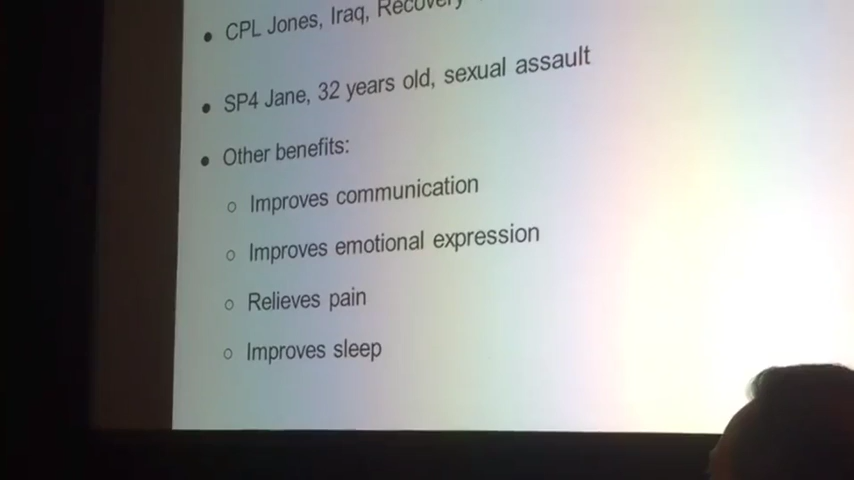 CPL Jones, Iraq, Recovery
SP4 Jane, 32 years old, sexual assault
Other benefits:
Improves communication
Improves emotional expression
Relieves pain
Improves sleep